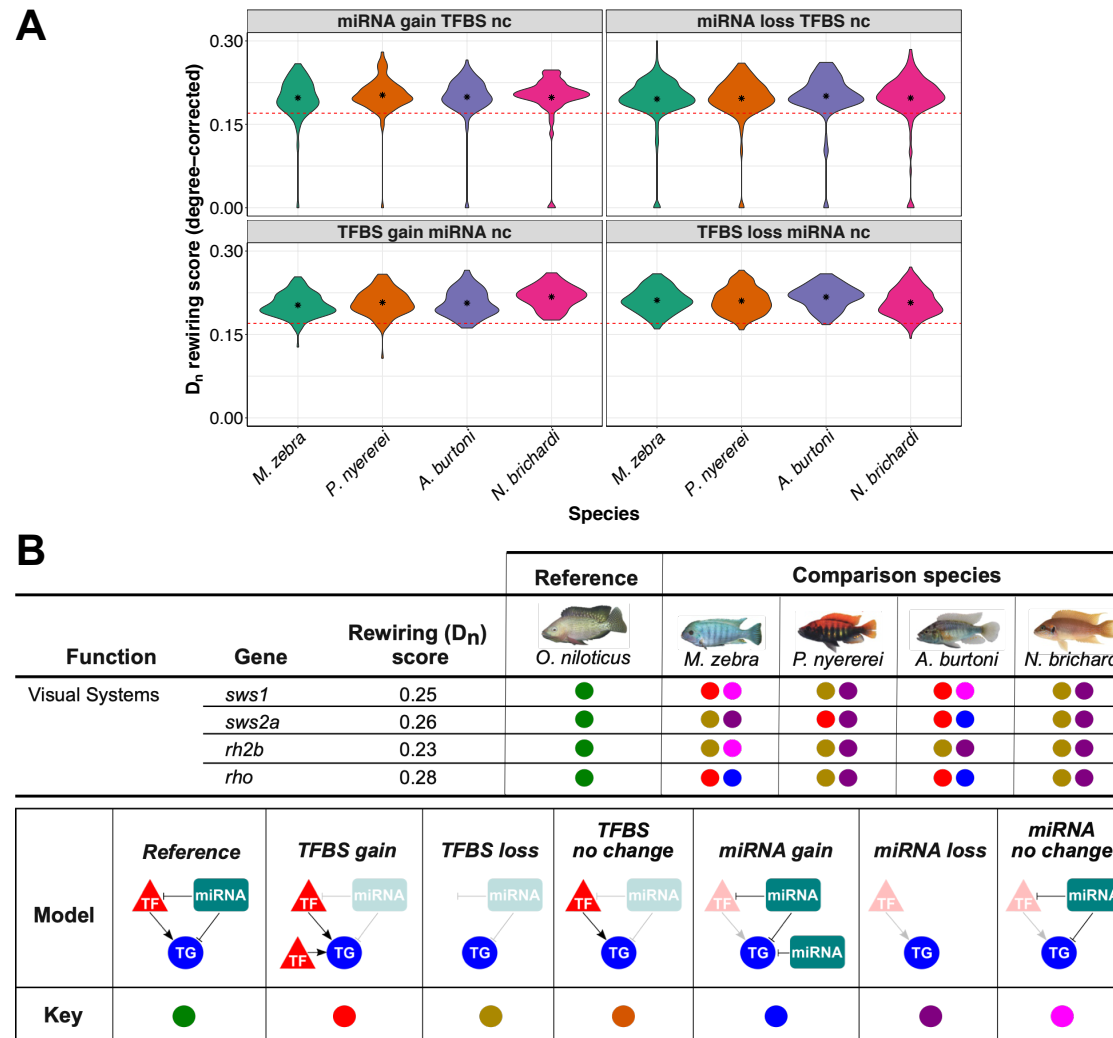 A
miRNA gain TFBS nc
miRNA loss TFBS nc
0.30
0.15
0.00
TFBS gain miRNA nc
TFBS loss miRNA nc
0.30
0.15
0.00
Dn rewiring score (degree−corrected)
M. zebra
P. nyererei
A. burtoni
N. brichardi
M. zebra
P. nyererei
A. burtoni
N. brichardi
Species
B
Reference
Comparison species
Function
Gene
Rewiring (Dn)
score
O. niloticus
M. zebra
P. nyererei
A. burtoni
N. brichard
Visual Systems
sws1
0.25
sws2a
0.26
rh2b
0.23
rho
0.28
Model
Reference
TFBS gain
TFBS loss
TFBS
no change
miRNA gain
miRNA loss
miRNA
no change
TF
miRNA
TG
TF
miRNA
TF
TG
miRNA
TG
TF
miRNA
TG
TF
miRNA
TG
miRNA
TF
TG
TF
miRNA
TG
Key